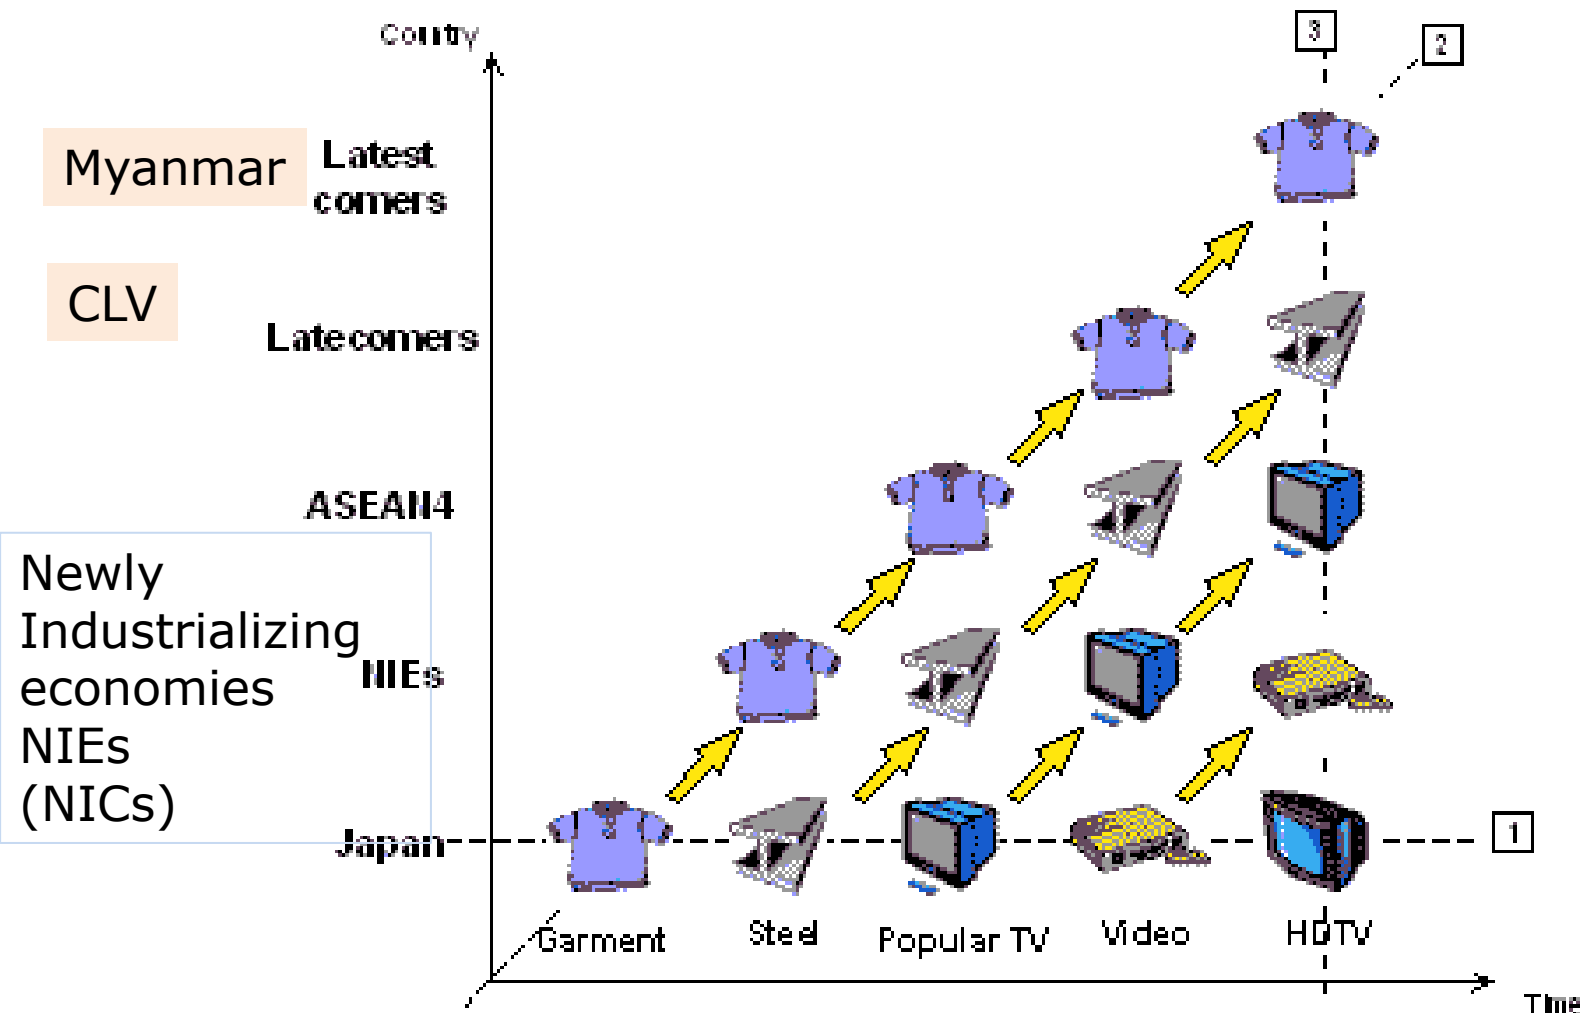 Country
3
2
Myanmar
Latest
comers
CLV
Latecomers
ASEAN4
Newly
Industrializing
economies
NIEs
(NICs)
NIEs
Japan
1
Garment
Steel
Popular TV
Video
HDTV
Time